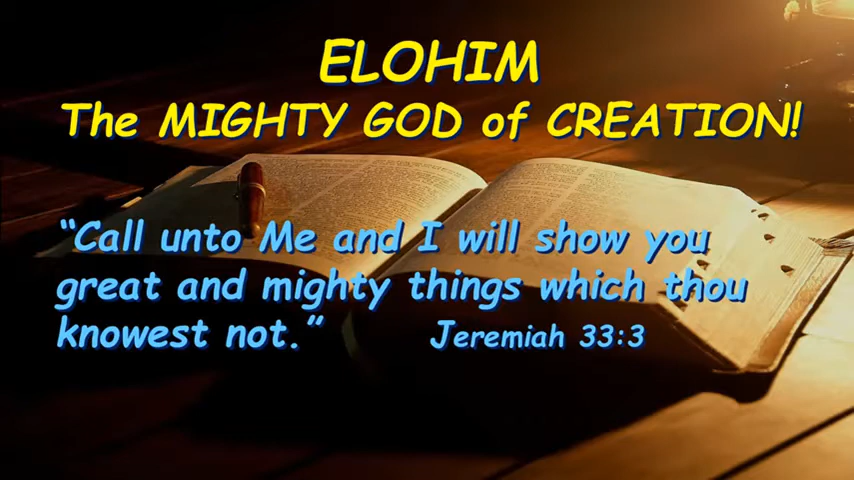 ELOHIM
The MIGHTY GOD of CREATION!
“Call unto Me and I will show you
great and mighty things which thou
knowest not.” Jeremiah 33:3